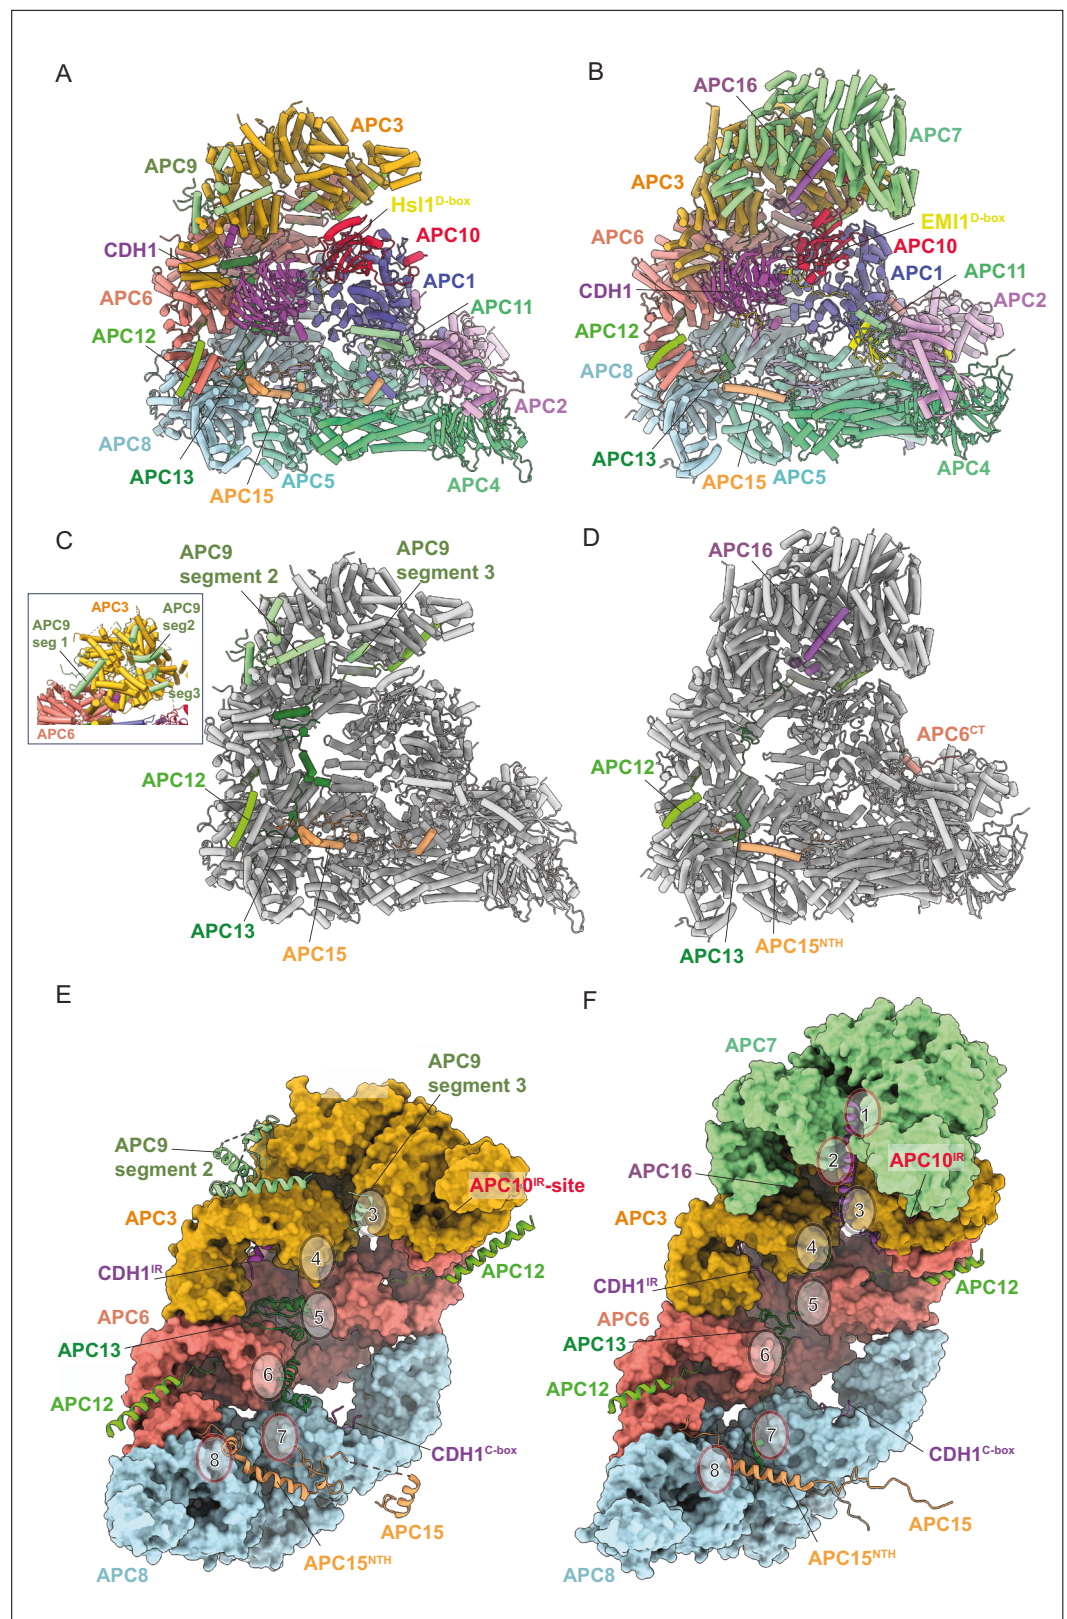 A
APC3
APC9
Hsl1D-box
CDH1
APC10
APC6
APC1
APC11
APC12
APC2
APC8
APC13
APC15
APC5
APC4
B
APC16
APC7
APC3
EMI1D-box
APC6
APC10
APC1
APC11
CDH1
APC2
APC12
APC8
APC13
APC15
APC5
APC4
C
APC9
segment 2
APC9
segment 3
APC3
APC9
seg 1
APC9
seg2
seg3
APC6
APC12
APC13
APC15
D
APC16
APC6CT
APC12
APC13
APC15NTH
E
APC9
segment 3
APC9
segment 2
APC10IR-site
APC3
3
4
CDH1IR
APC12
APC6
5
APC13
6
APC12
7
CDH1C-box
8
APC15
APC15NTH
APC8
F
APC7
1
2
APC10IR
APC16
APC3
3
4
CDH1IR
APC12
5
APC6
APC13
6
APC12
7
CDH1C-box
8
APC15
APC15NTH
APC8